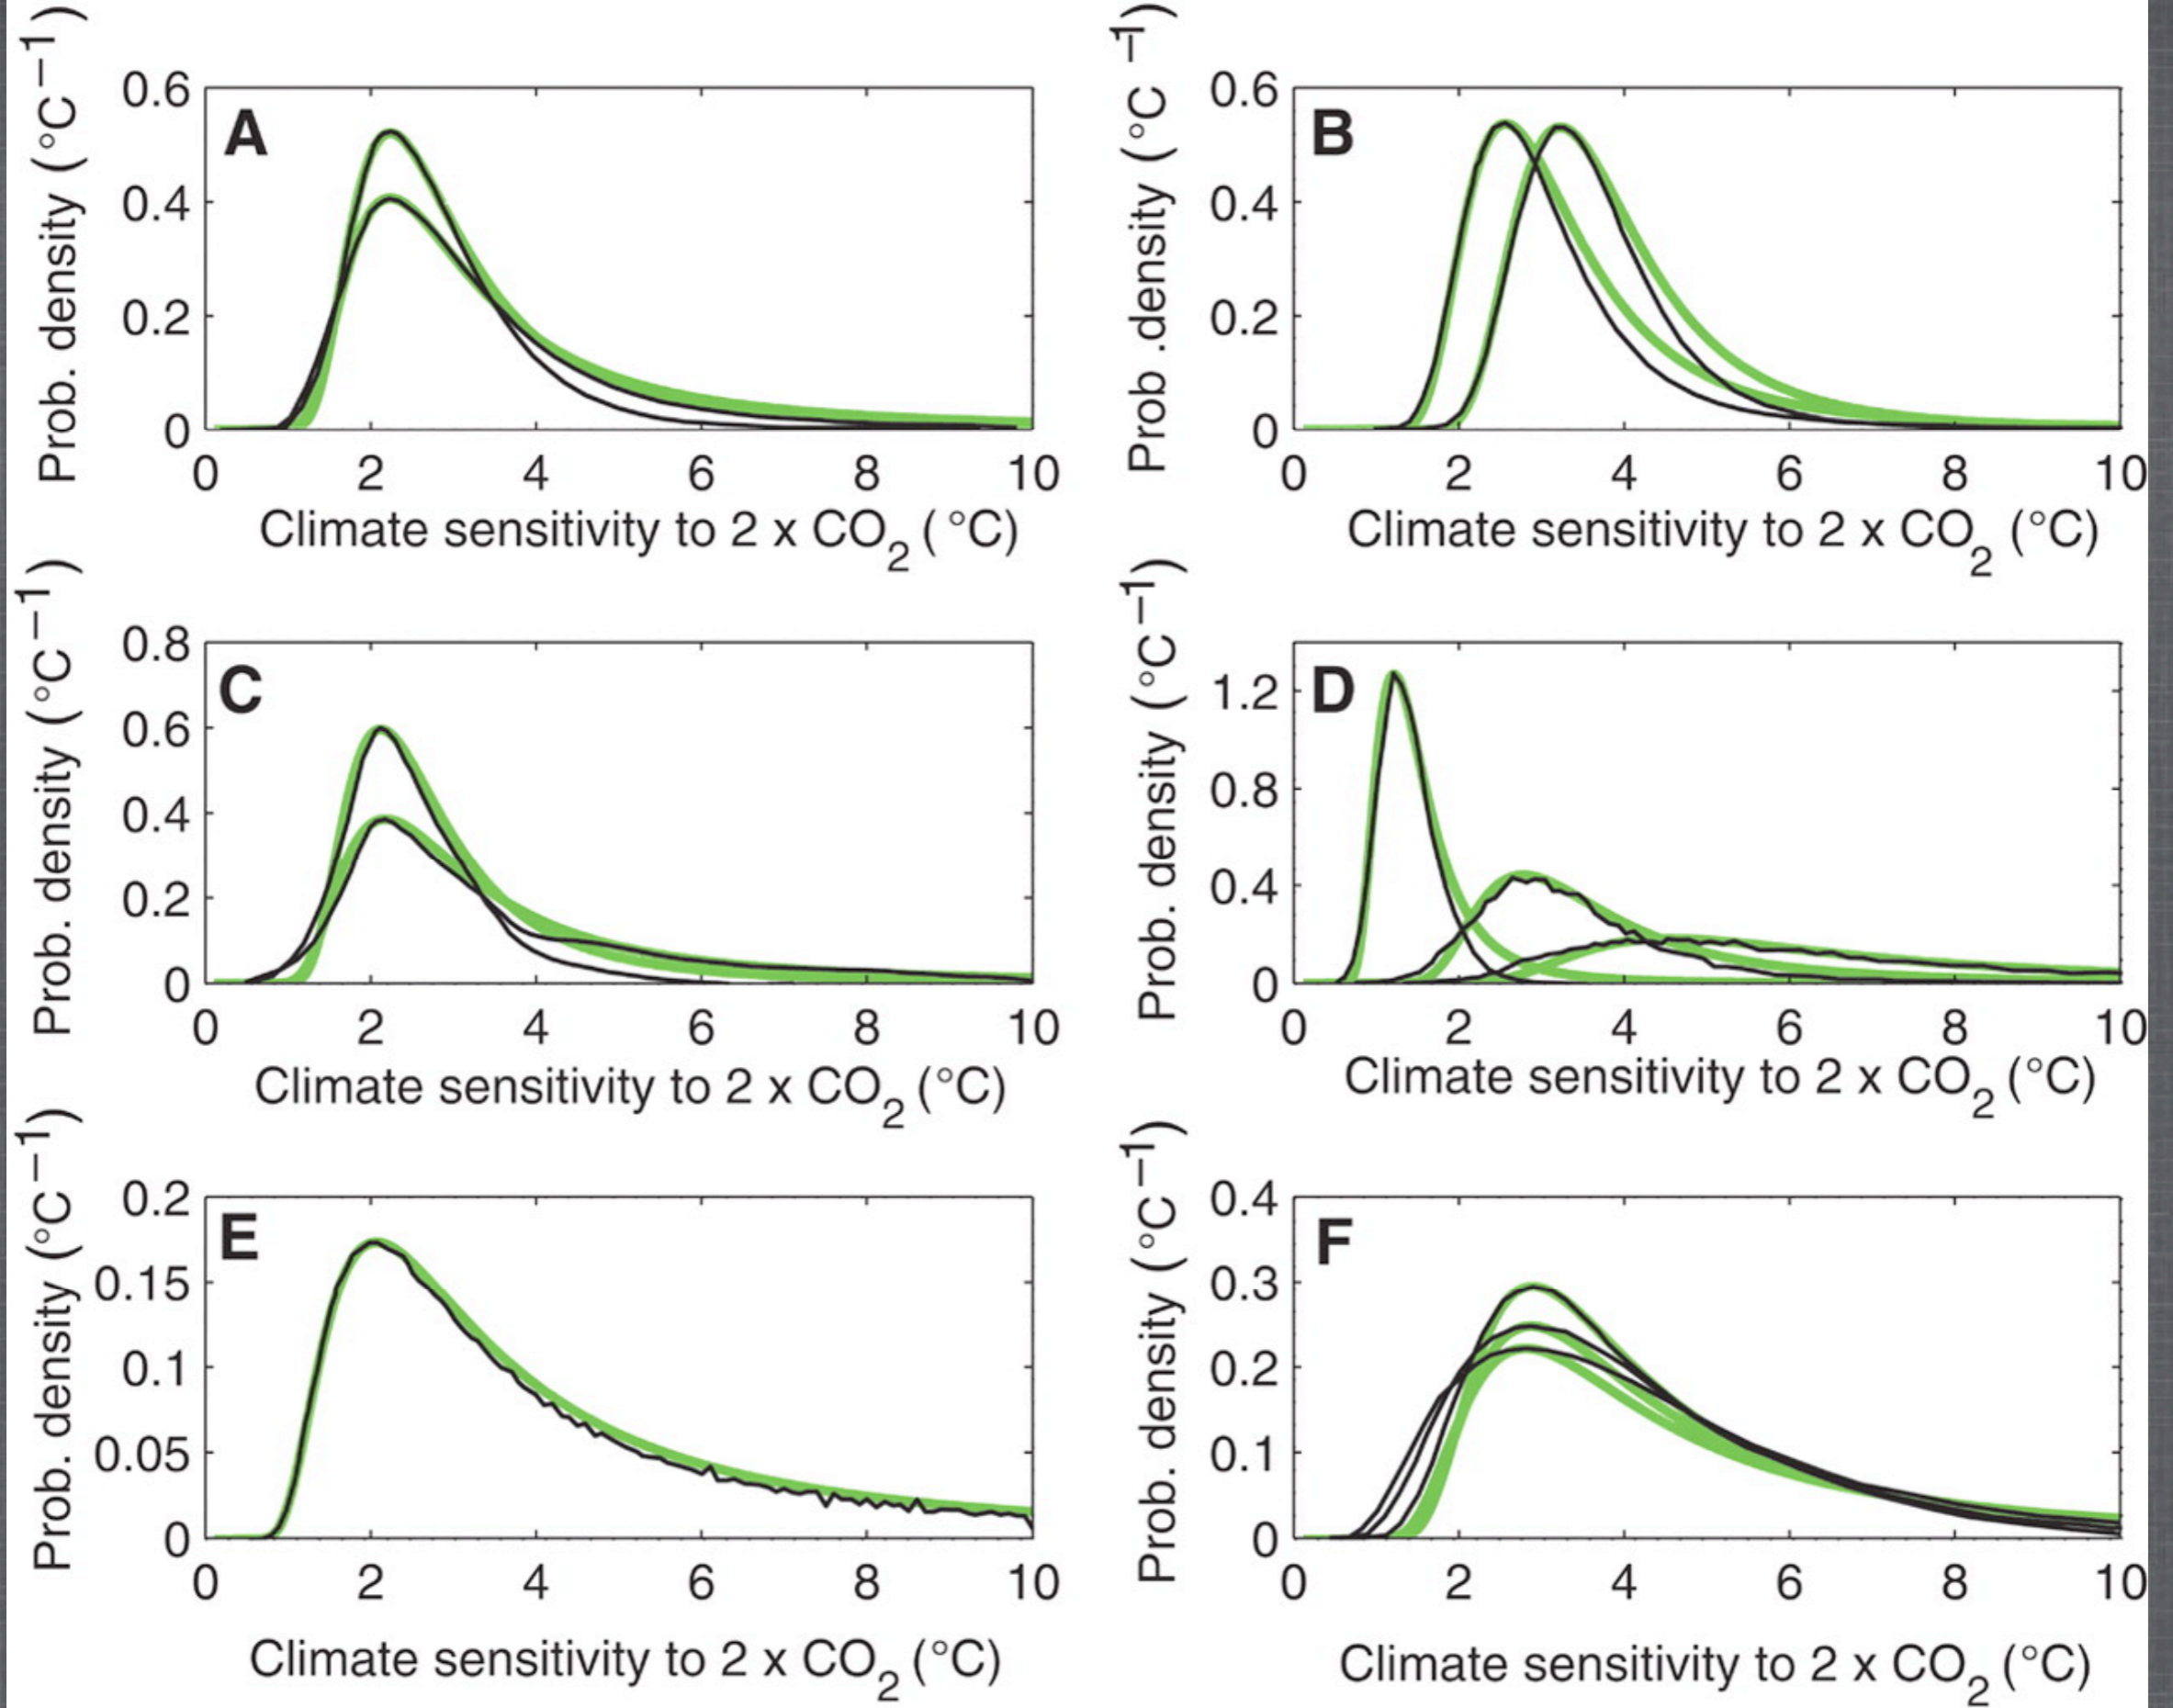 Prob. density (°C⁻¹)
A
0.6
0.4
0.2
0
0 2 4 6 8 10
Climate sensitivity to 2 x CO₂ ( °C)
Prob .density (°C ⁻¹)
B
0.6
0.4
0.2
0
0 2 4 6 8 10
Climate sensitivity to 2 x CO₂ (°C)
Prob. density (°C⁻¹)
C
0.8
0.6
0.4
0.2
0
0 2 4 6 8 10
Climate sensitivity to 2 x CO₂ (°C)
Prob. density (°C⁻¹)
D
1.2
0.8
0.4
0
0 2 4 6 8 10
Climate sensitivity to 2 x CO₂ (°C)
Prob. density (°C⁻¹)
E
0.2
0.15
0.1
0.05
0
0 2 4 6 8 10
Climate sensitivity to 2 x CO₂ (°C)
Prob. density (°C⁻¹)
F
0.4
0.3
0.2
0.1
0
0 2 4 6 8 10
Climate sensitivity to 2 x CO₂ (°C)